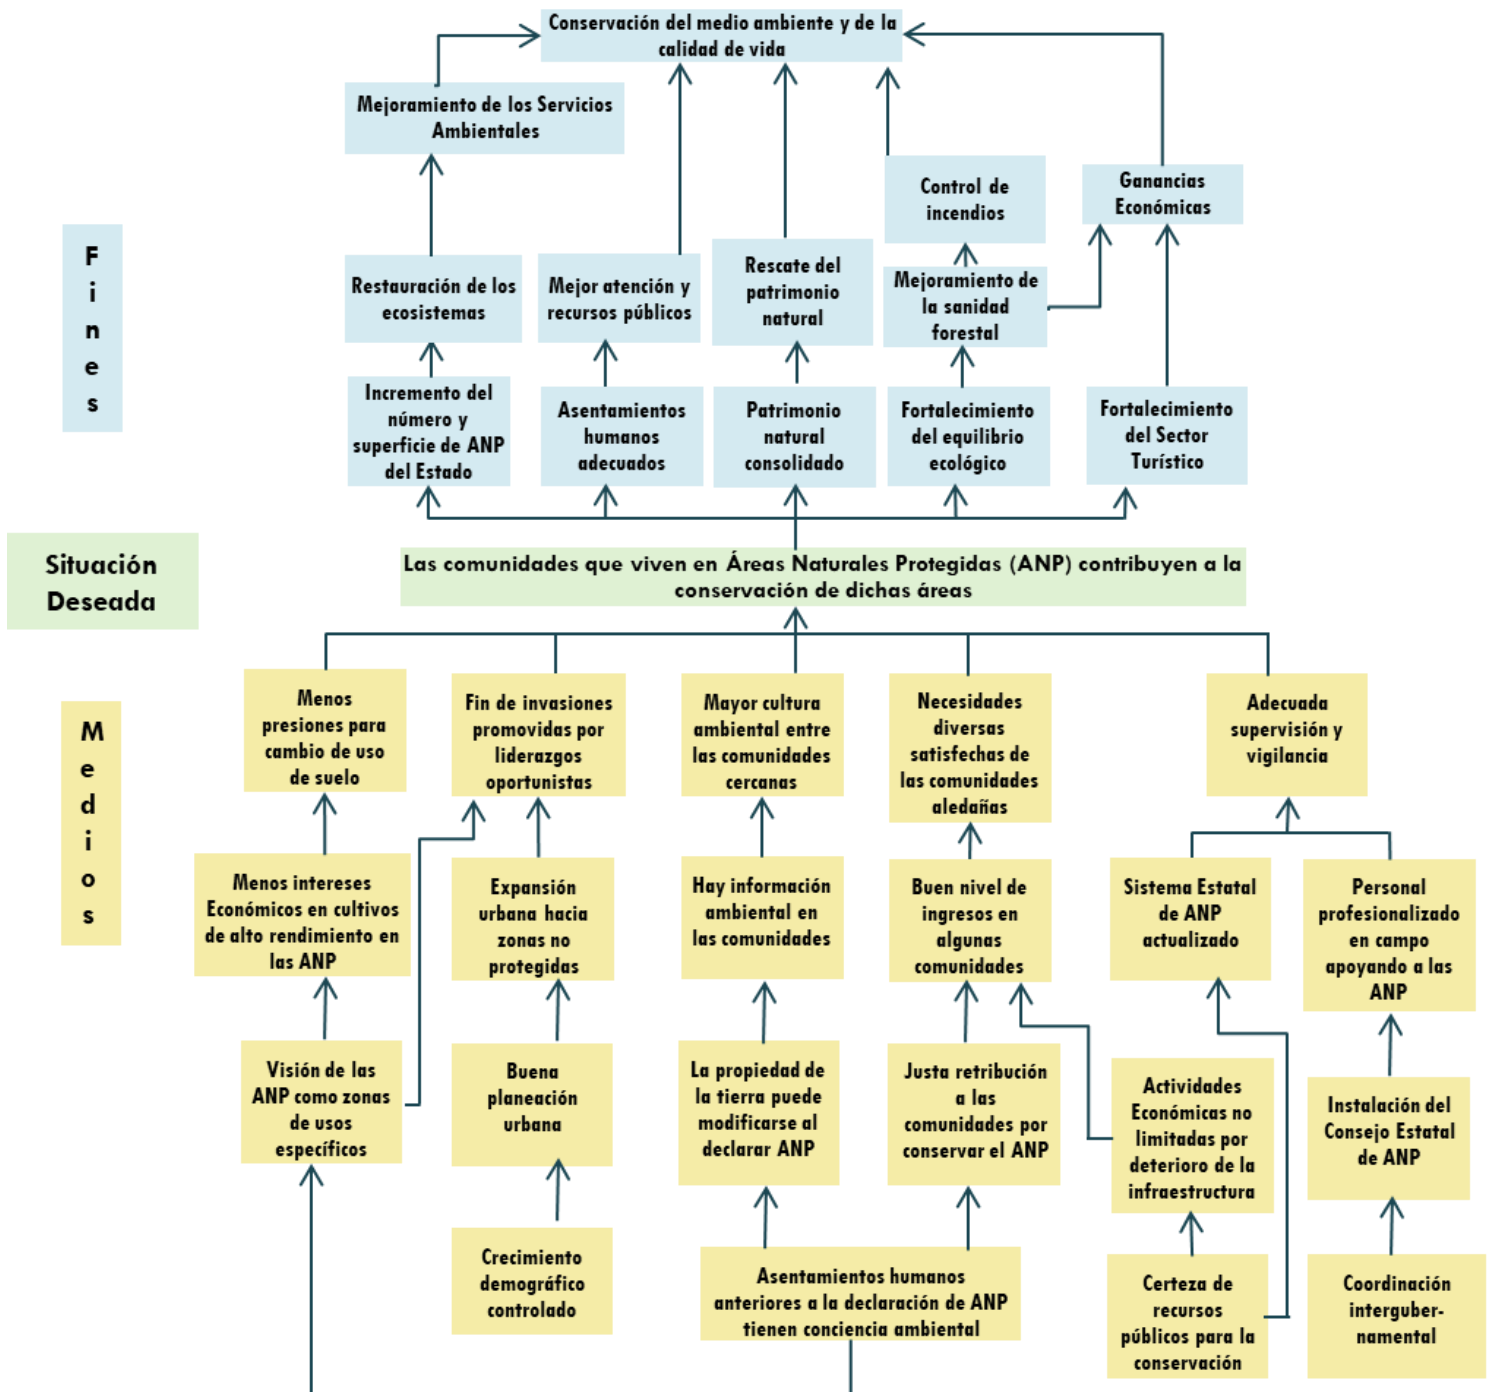 Conservación del medio ambiente y de la
calidad de vida
Mejoramiento de los Servicios
Ambientales
Control de
incendios
Ganancias
Económicas
Fines
Restauración de los
ecosistemas
Mejor atención y
recursos públicos
Rescate del
patrimonio
natural
Mejoramiento de
la sanidad
forestal
Incremento del
número y
superficie de ANP
del Estado
Asentamientos
humanos
adecuados
Patrimonio
natural
consolidado
Fortalecimiento
del equilibrio
ecológico
Fortalecimiento
del Sector
Turístico
Situación
Deseada
Las comunidades que viven en Áreas Naturales Protegidas (ANP) contribuyen a la
conservación de dichas áreas
Medios
Menos
presiones para
cambio de uso
de suelo
Fin de invasiones
promovidas por
liderazgos
oportunistas
Mayor cultura
ambiental entre
las comunidades
cercanas
Necesidades
diversas
satisfechas de
las comunidades
aledañas
Adecuada
supervisión y
vigilancia
Menos intereses
Económicos en cultivos
de alto rendimiento en
las ANP
Expansión
urbana hacia
zonas no
protegidas
Hay información
ambiental en
las comunidades
Buen nivel de
ingresos en
algunas
comunidades
Sistema Estatal
de ANP
actualizado
Personal
profesionalizado
en campo
apoyando a las
ANP
Visión de las
ANP como zonas
de usos
específicos
Buena
planeación
urbana
La propiedad de
la tierra puede
modificarse al
declarar ANP
Justa retribución
a las
comunidades por
conservar el ANP
Actividades
Económicas no
limitadas por
deterioro de la
infraestructura
Instalación del
Consejo Estatal
de ANP
Crecimiento
demográfico
controlado
Asentamientos humanos
anteriores a la declaración de ANP
tienen conciencia ambiental
Certeza de
recursos
públicos para la
conservación
Coordinación
interguber-
namental